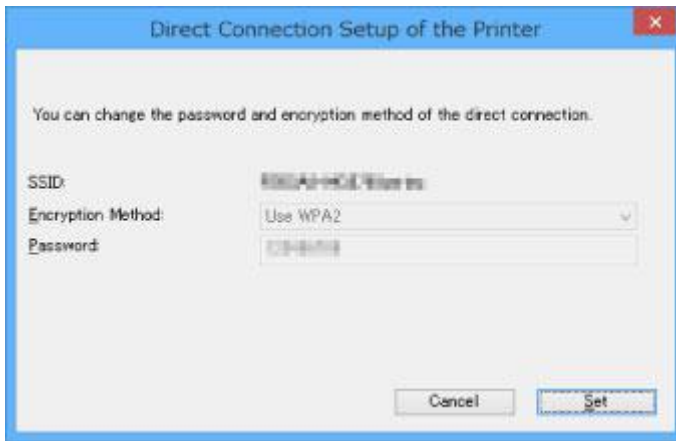 Direct Connection Setup of the Printer
You can change the password and encryption method of the direct connection.
SSID:
Encryption Method: Use WPA2
Password:
Cancel Set